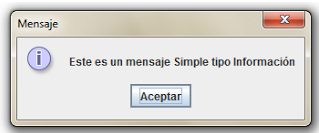 Mensaje
Este es un mensaje Simple tipo Información
Aceptar